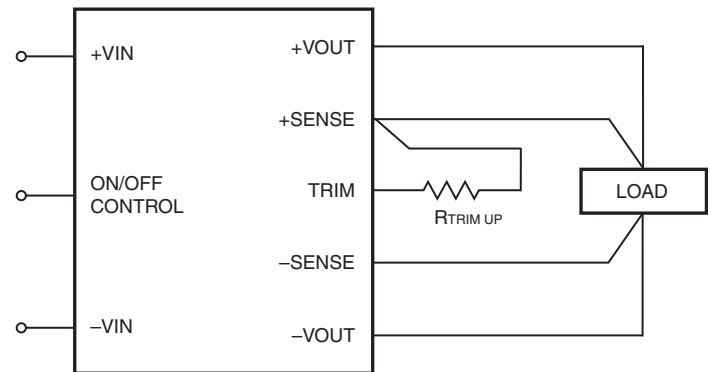 +VIN
ON/OFF
CONTROL
–VIN
+VOUT
+SENSE
TRIM
–SENSE
–VOUT
RTRIM UP
LOAD